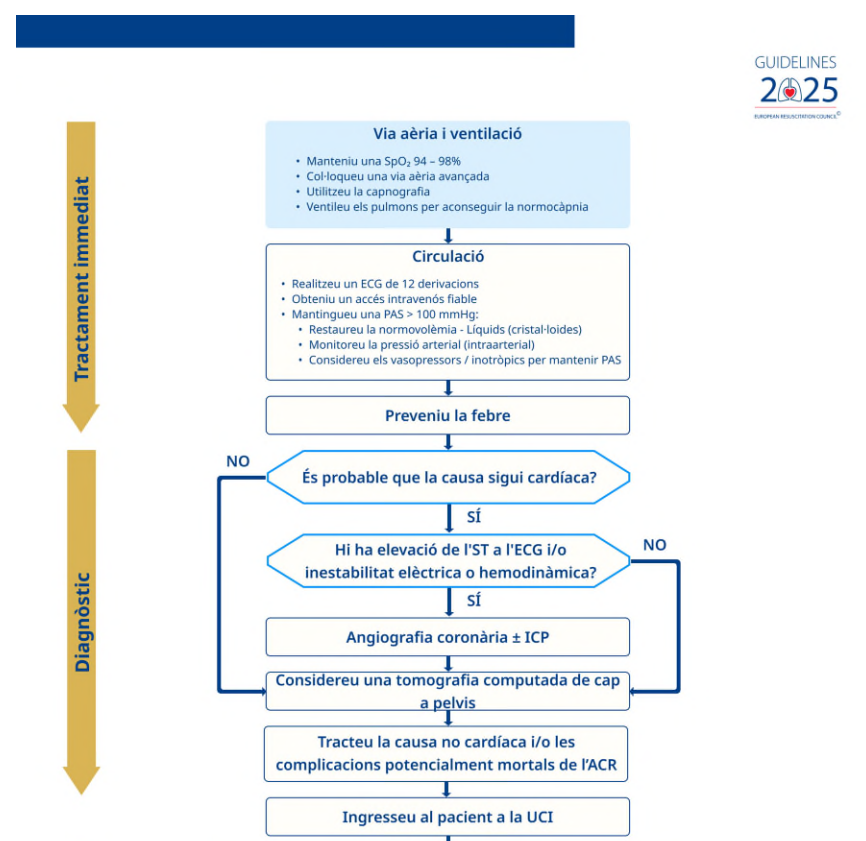 GUIDELINES
2025
EUROPEAN RESUSCITATION COUNCIL©
Tractament immediat
Via aèria i ventilació
• Manteniu una SpO₂ 94 – 98%
• Col·loqueu una via aèria avançada
• Utilitzeu la capnografia
• Ventileu els pulmons per aconseguir la normocàpnia
Circulació
• Realitzeu un ECG de 12 derivacions
• Obteniu un accés intravenós fiable
• Mantingueu una PAS > 100 mmHg:
• Restaureu la normovolèmia - Líquids (cristal·loides)
• Monitoreu la pressió arterial (intraarterial)
• Considereu els vasopressors / inotròpics per mantenir PAS
Preveniu la febre
Diagnòstic
NO
És probable que la causa sigui cardíaca?
SÍ
Hi ha elevació de l'ST a l'ECG i/o
inestabilitat elèctrica o hemodinàmica?
NO
SÍ
Angiografia coronària ± ICP
Considereu una tomografia computada de cap
a pelvis
Tracteu la causa no cardíaca i/o les
complicacions potencialment mortals de l’ACR
Ingresseu al pacient a la UCI